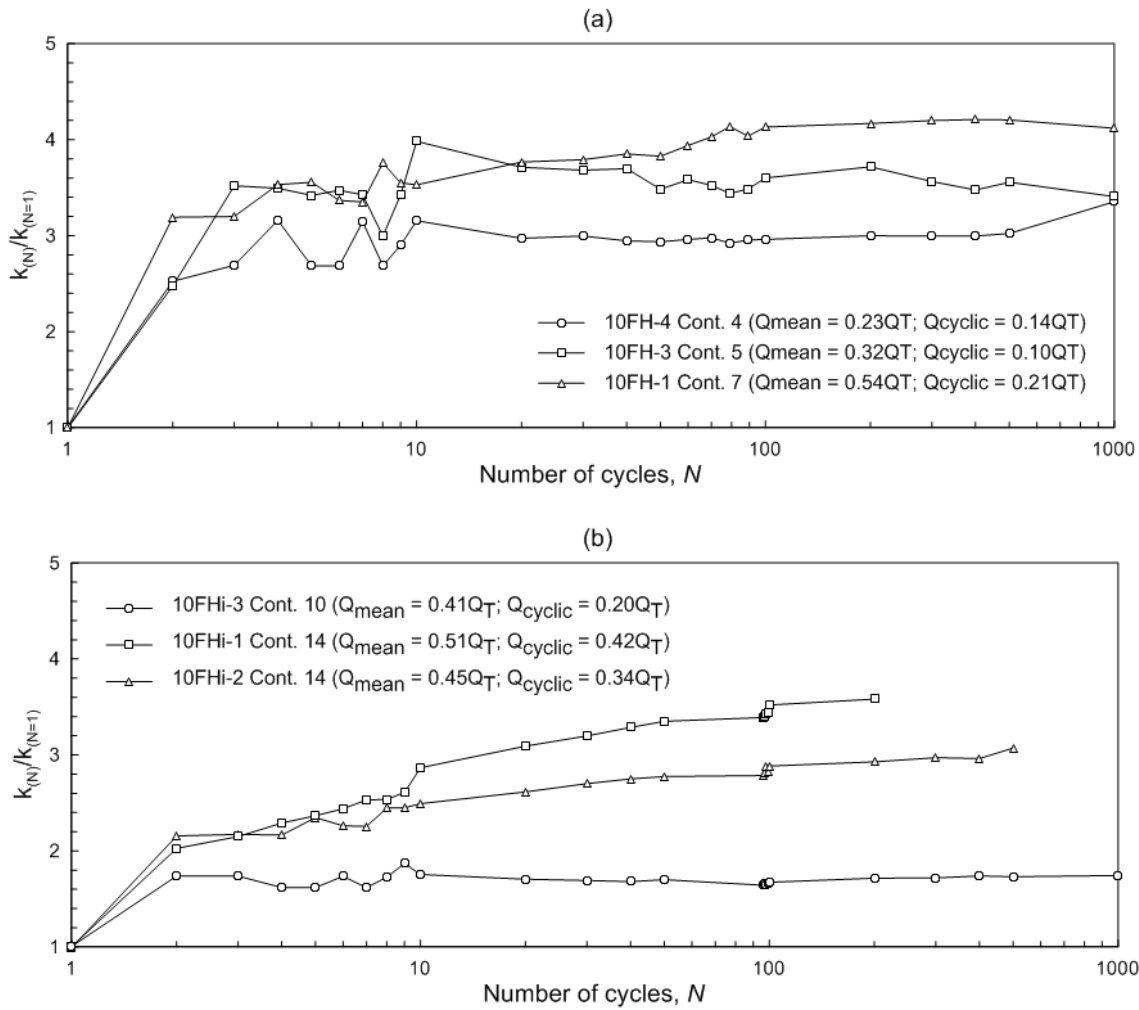 (a)
5
4
3
2
1
k(N)/k(N=1)
10FH-4 Cont. 4 (Qmean = 0.23QT; Qcyclic = 0.14QT)
10FH-3 Cont. 5 (Qmean = 0.32QT; Qcyclic = 0.10QT)
10FH-1 Cont. 7 (Qmean = 0.54QT; Qcyclic = 0.21QT)
1 10 100 1000
Number of cycles, N
(b)
5
4
3
2
1
k(N)/k(N=1)
10FHi-3 Cont. 10 (Qmean = 0.41QT; Qcyclic = 0.20QT)
10FHi-1 Cont. 14 (Qmean = 0.51QT; Qcyclic = 0.42QT)
10FHi-2 Cont. 14 (Qmean = 0.45QT; Qcyclic = 0.34QT)
1 10 100 1000
Number of cycles, N